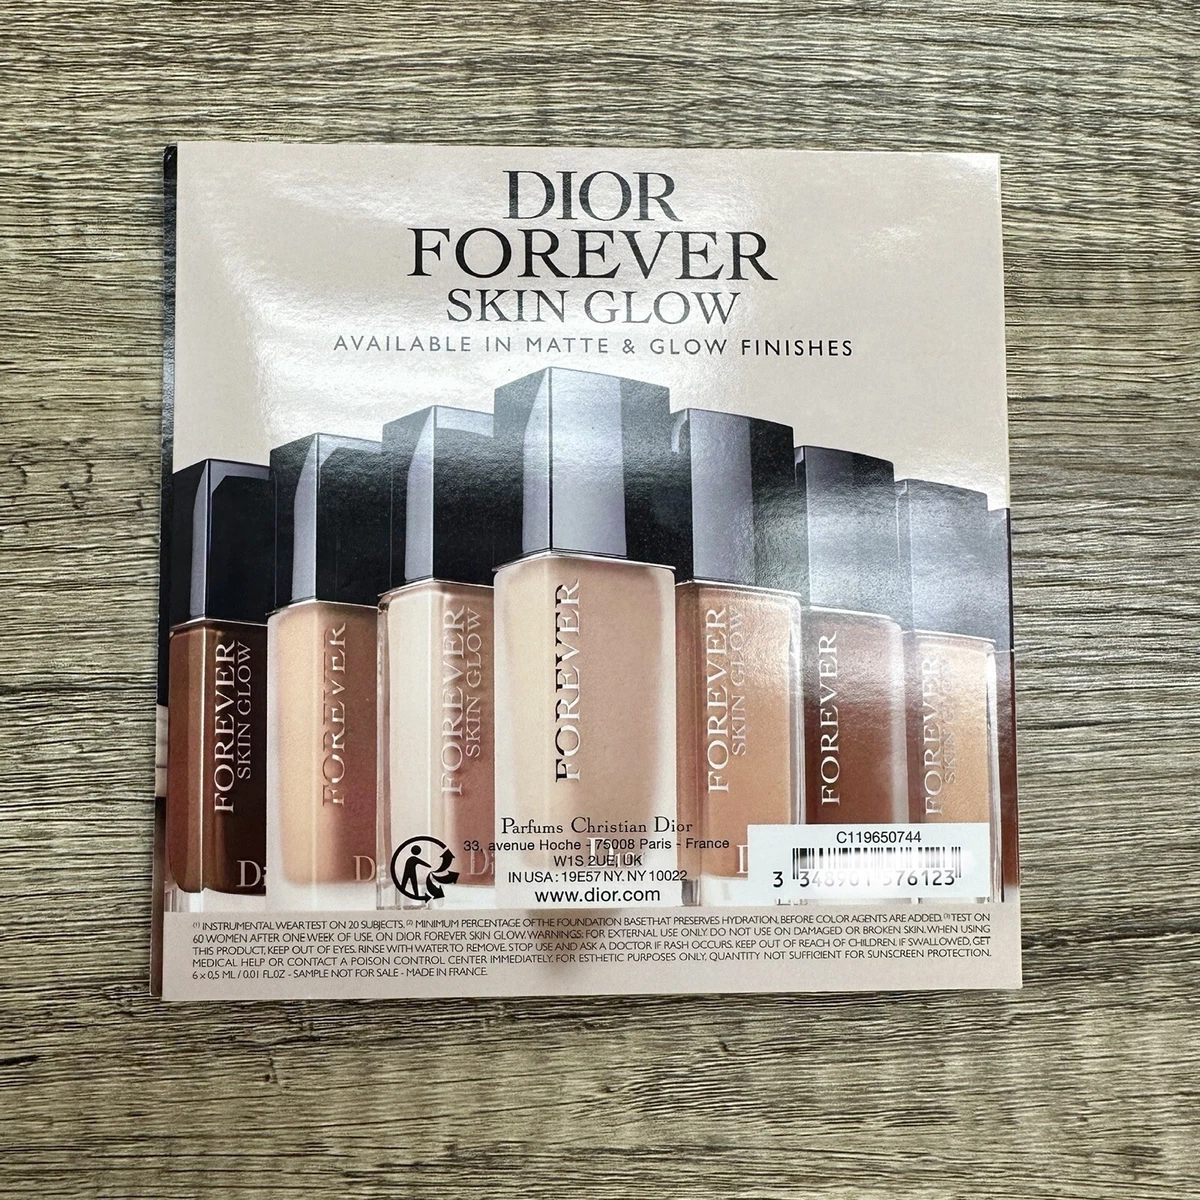 DIOR
FOREVER
SKIN GLOW
AVAILABLE IN MATTE & GLOW FINISHES
FOREVER
SKIN GLOW
FOREVER
FOREVER
SKIN GLOW
FOREVER
FOREVER
SKIN GLOW
FOREVER
FOREVER
SKIN GLOW
Di
D
Di
Dior
D
Parfums Christian Dior
33, avenue Hoche - 75008 Paris - France
W1S 2UE UK
IN USA : 19E57 NY. NY 10022
www.dior.com
C119650744
3 348901 576123
(1) INSTRUMENTAL WEAR TEST ON 20 SUBJECTS. (2) MINIMUM PERCENTAGE OF THE FOUNDATION BASE THAT PRESERVES HYDRATION, BEFORE COLOR AGENTS ARE ADDED. (3) TEST ON
60 WOMEN AFTER ONE WEEK OF USE, ON DIOR FOREVER SKIN GLOW. WARNINGS: FOR EXTERNAL USE ONLY. DO NOT USE ON DAMAGED OR BROKEN SKIN. WHEN USING
THIS PRODUCT, KEEP OUT OF EYES. RINSE WITH WATER TO REMOVE. STOP USE AND ASK A DOCTOR IF RASH OCCURS. KEEP OUT OF REACH OF CHILDREN. IF SWALLOWED, GET
MEDICAL HELP OR CONTACT A POISON CONTROL CENTER IMMEDIATELY. FOR ESTHETIC PURPOSES ONLY. QUANTITY NOT SUFFICIENT FOR SUNSCREEN PROTECTION.
6 x 0,5 ML / 0.01 FL.OZ - SAMPLE NOT FOR SALE - MADE IN FRANCE.